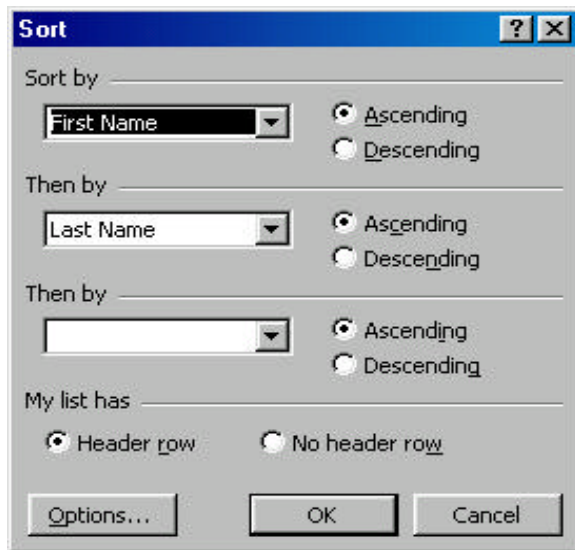 Sort
Sort by
First Name
Ascending
Descending
Then by
Last Name
Ascending
Descending
Then by
Ascending
Descending
My list has
Header row
No header row
Options...
OK
Cancel